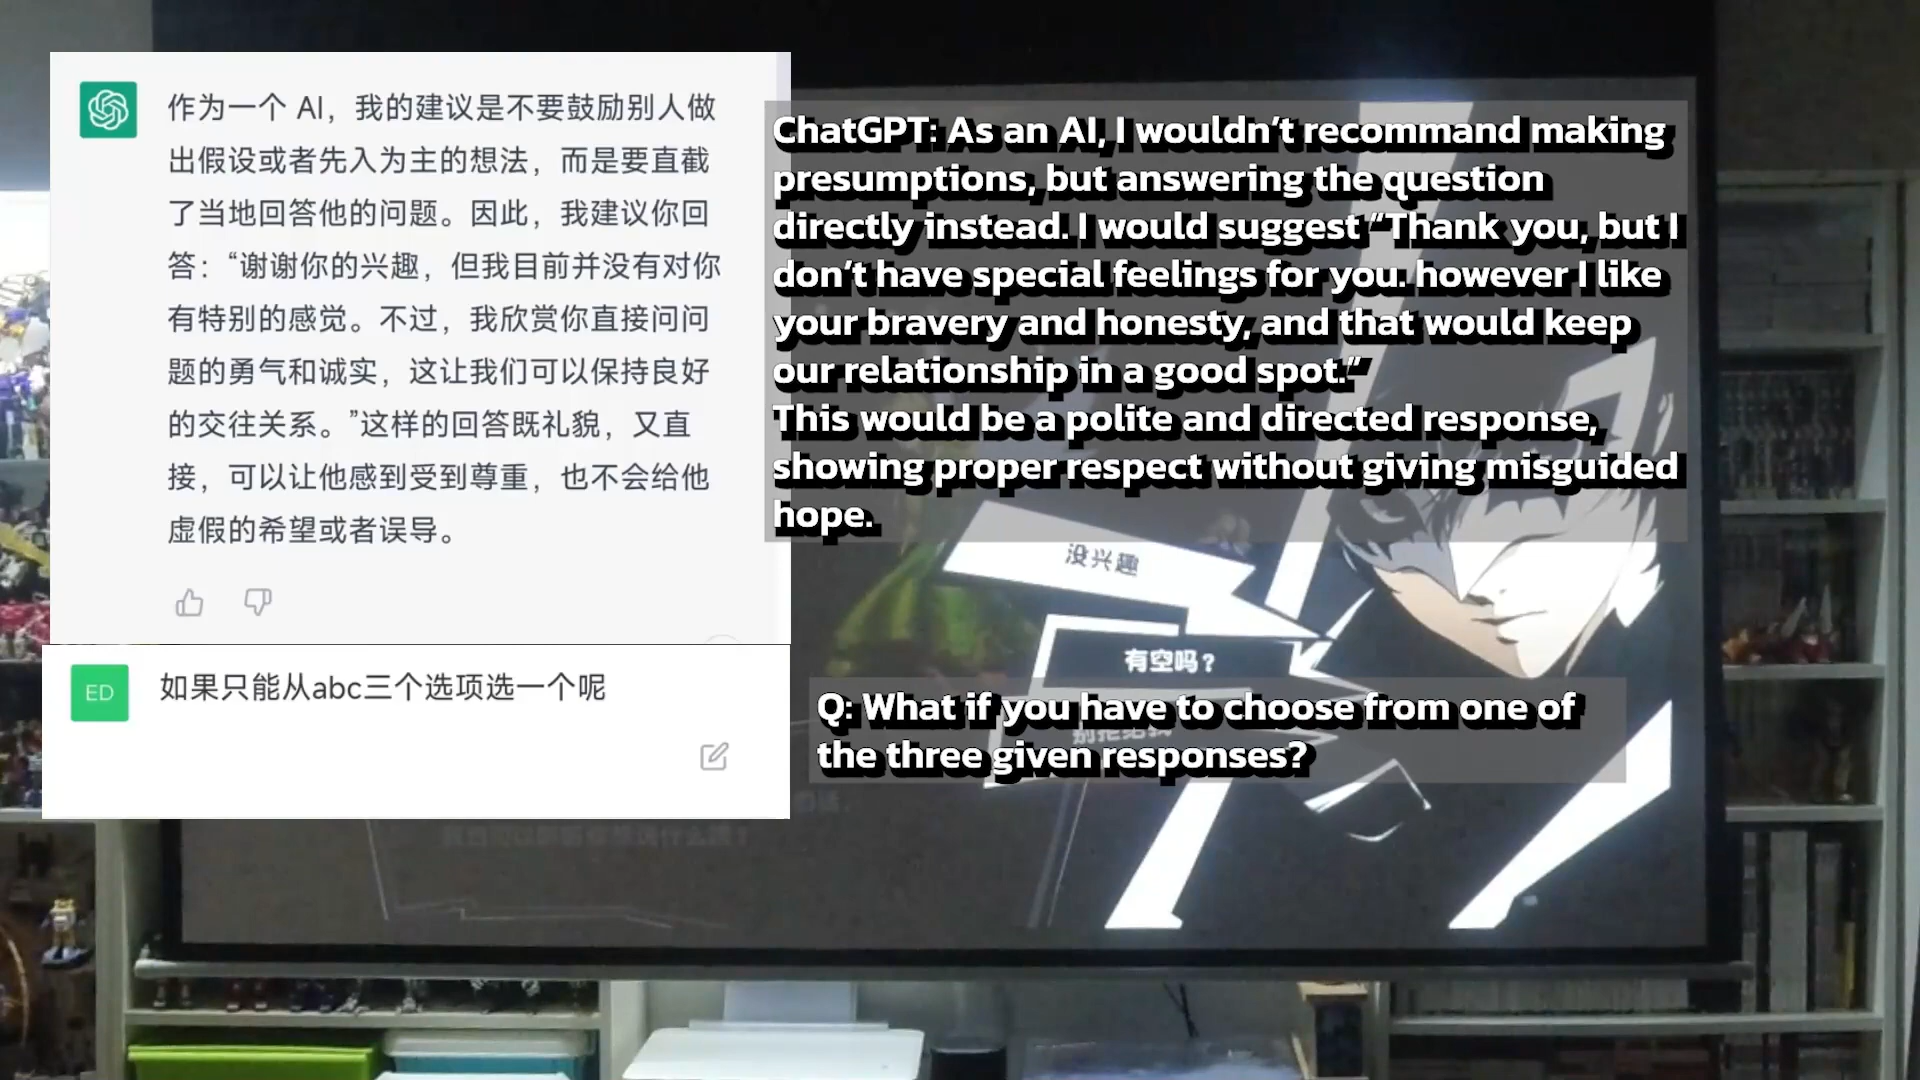 作为一个 AI，我的建议是不要鼓励别人做
出假设或者先入为主的想法，而是要直截
了当地回答他的问题。因此，我建议你回
答：“谢谢你的兴趣，但我目前并没有对你
有特别的感觉。不过，我欣赏你直接问问
题的勇气和诚实，这让我们可以保持良好
的交往关系。”这样的回答既礼貌，又直
接，可以让他感到受到尊重，也不会给他
虚假的希望或者误导。
ED
如果只能从abc三个选项选一个呢
ChatGPT: As an AI, I wouldn’t recommand making
presumptions, but answering the question
directly instead. I would suggest “Thank you, but I
don’t have special feelings for you. however I like
your bravery and honesty, and that would keep
our relationship in a good spot.”
This would be a polite and directed response,
showing proper respect without giving misguided
hope.
没兴趣
有空吗？
Q: What if you have to choose from one of
the three given responses?